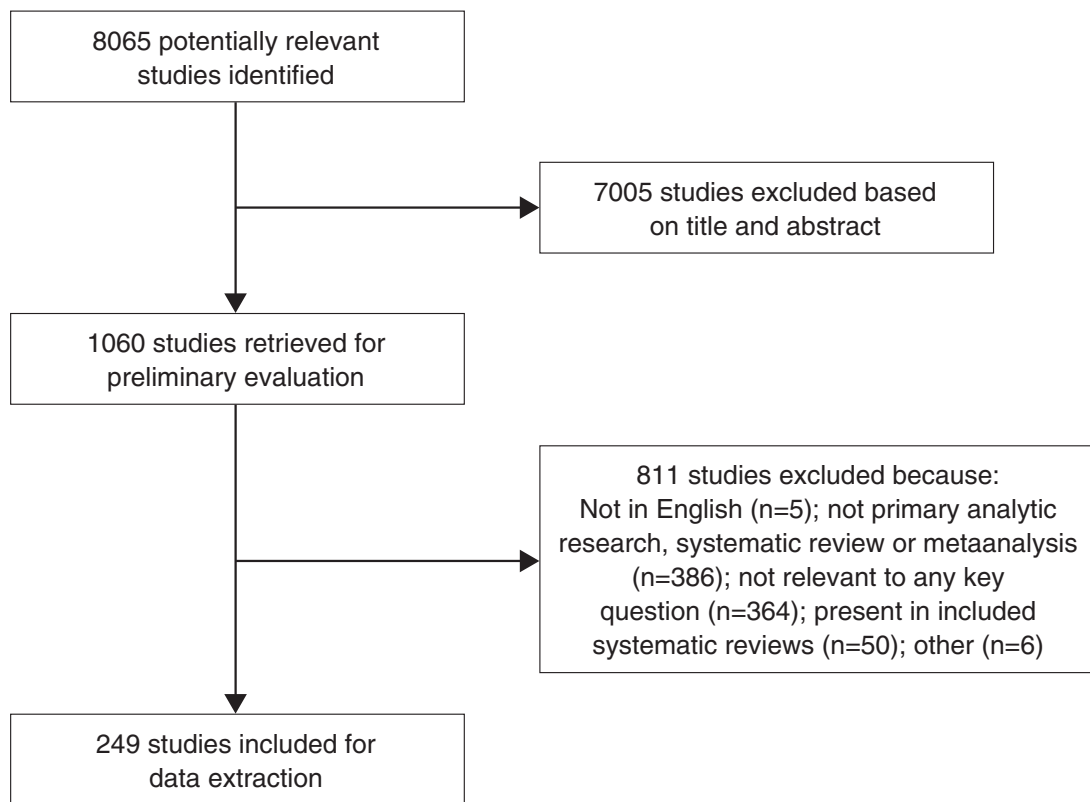 8065 potentially relevant
studies identified
7005 studies excluded based
on title and abstract
1060 studies retrieved for
preliminary evaluation
811 studies excluded because:
Not in English (n=5); not primary analytic
research, systematic review or metaanalysis
(n=386); not relevant to any key
question (n=364); present in included
systematic reviews (n=50); other (n=6)
249 studies included for
data extraction